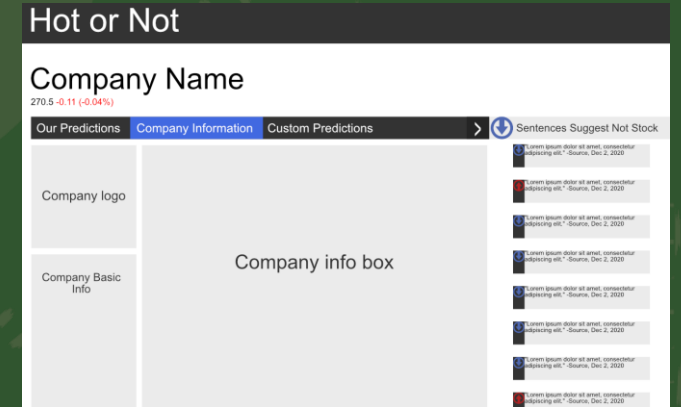 Hot or Not
Company Name
270.5 -0.11 (-0.04%)
Our Predictions Company Information Custom Predictions
Sentences Suggest Not Stock
Company logo
Company Basic
Info
Company info box
"Lorem ipsum dolor sit amet, consectetur
adipiscing elit." -Source, Dec 2, 2020
"Lorem ipsum dolor sit amet, consectetur
adipiscing elit." -Source, Dec 2, 2020
"Lorem ipsum dolor sit amet, consectetur
adipiscing elit." -Source, Dec 2, 2020
"Lorem ipsum dolor sit amet, consectetur
adipiscing elit." -Source, Dec 2, 2020
"Lorem ipsum dolor sit amet, consectetur
adipiscing elit." -Source, Dec 2, 2020
"Lorem ipsum dolor sit amet, consectetur
adipiscing elit." -Source, Dec 2, 2020
"Lorem ipsum dolor sit amet, consectetur
adipiscing elit." -Source, Dec 2, 2020
"Lorem ipsum dolor sit amet, consectetur
adipiscing elit." -Source, Dec 2, 2020